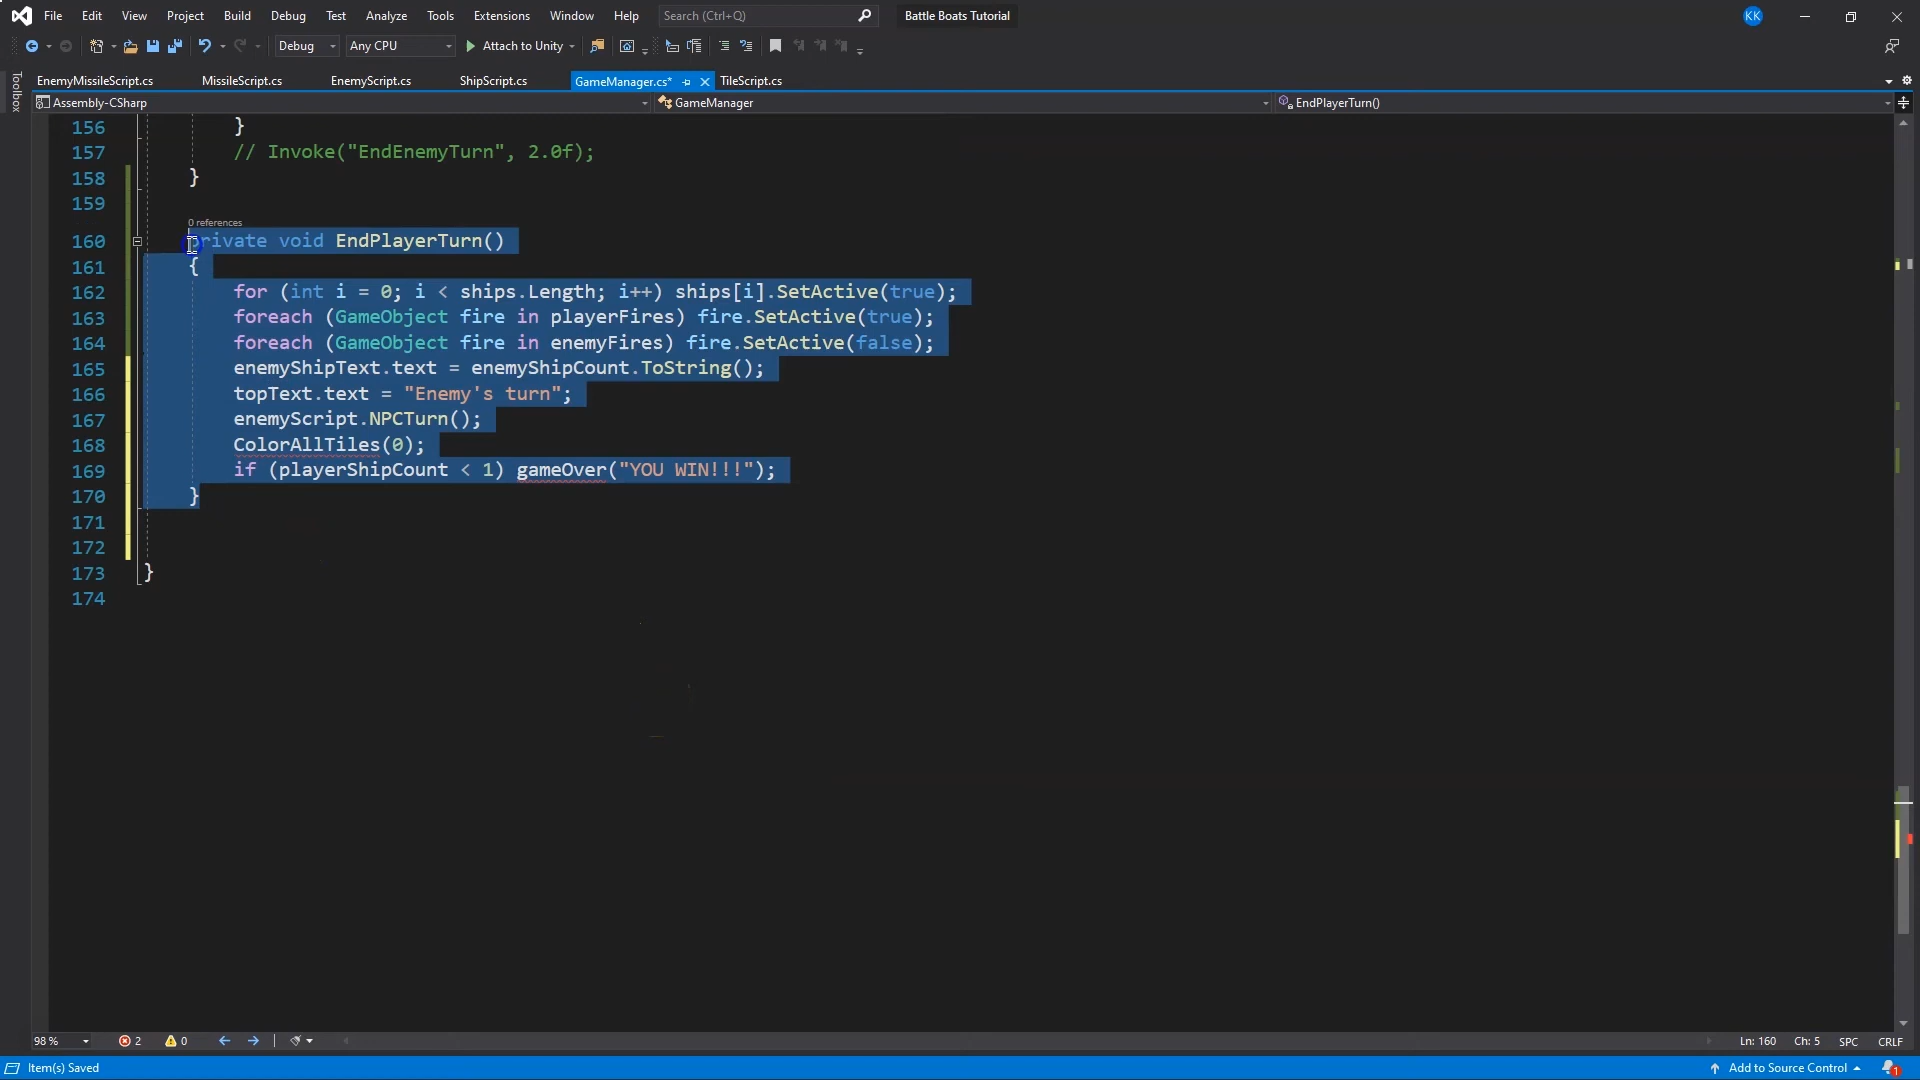 File Edit View Project Build Debug Test Analyze Tools Extensions Window Help Search (Ctrl+Q) Battle Boats Tutorial KK
Debug Any CPU Attach to Unity
Toolbox
EnemyMissileScript.cs MissileScript.cs EnemyScript.cs ShipScript.cs GameManager.cs* TileScript.cs
Assembly-CSharp GameManager EndPlayerTurn()
156 }
157 // Invoke("EndEnemyTurn", 2.0f);
158 }
159
0 references
160 private void EndPlayerTurn()
161 {
162 for (int i = 0; i < ships.Length; i++) ships[i].SetActive(true);
163 foreach (GameObject fire in playerFires) fire.SetActive(true);
164 foreach (GameObject fire in enemyFires) fire.SetActive(false);
165 enemyShipText.text = enemyShipCount.ToString();
166 topText.text = "Enemy's turn";
167 enemyScript.NPCTurn();
168 ColorAllTiles(0);
169 if (playerShipCount < 1) gameOver("YOU WIN!!!");
170 }
171
172
173 }
174
98 % 2 0 Ln: 160 Ch: 5 SPC CRLF
Item(s) Saved Add to Source Control 1